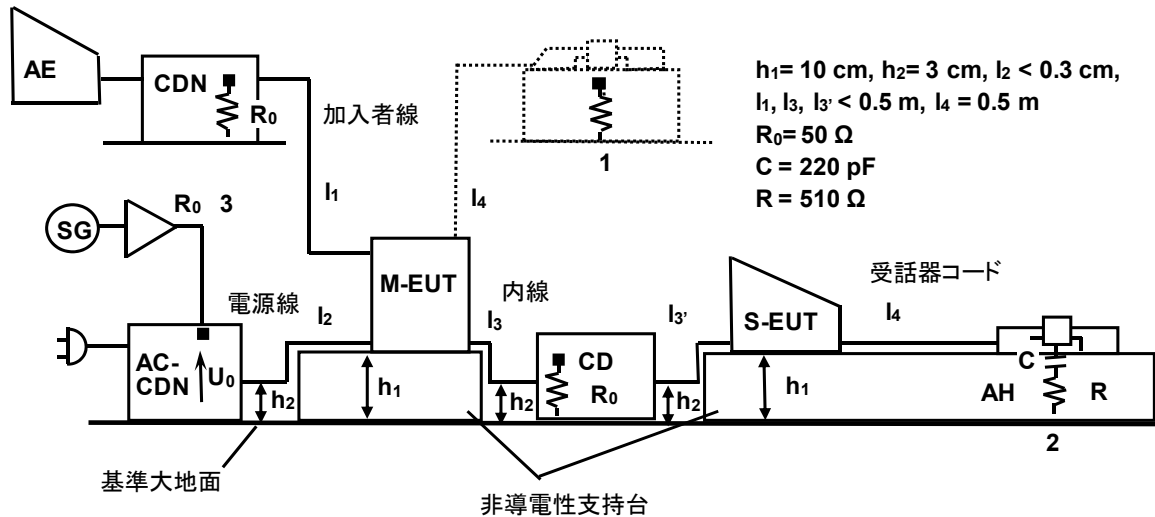 AE
CDN
R₀
加入者線
l₁
l₄
1
h₁= 10 cm, h₂= 3 cm, l₂ < 0.3 cm,
l₁, l₃, l₃' < 0.5 m, l₄ = 0.5 m
R₀= 50 Ω
C = 220 pF
R = 510 Ω
SG
R₀ 3
電源線
l₂
M-EUT
内線
l₃
l₃'
S-EUT
受話器コード
l₄
AC-
CDN
U₀
h₂
h₁
h₂
CD
R₀
h₂
h₁
C
AH
R
2
基準大地面
非導電性支持台